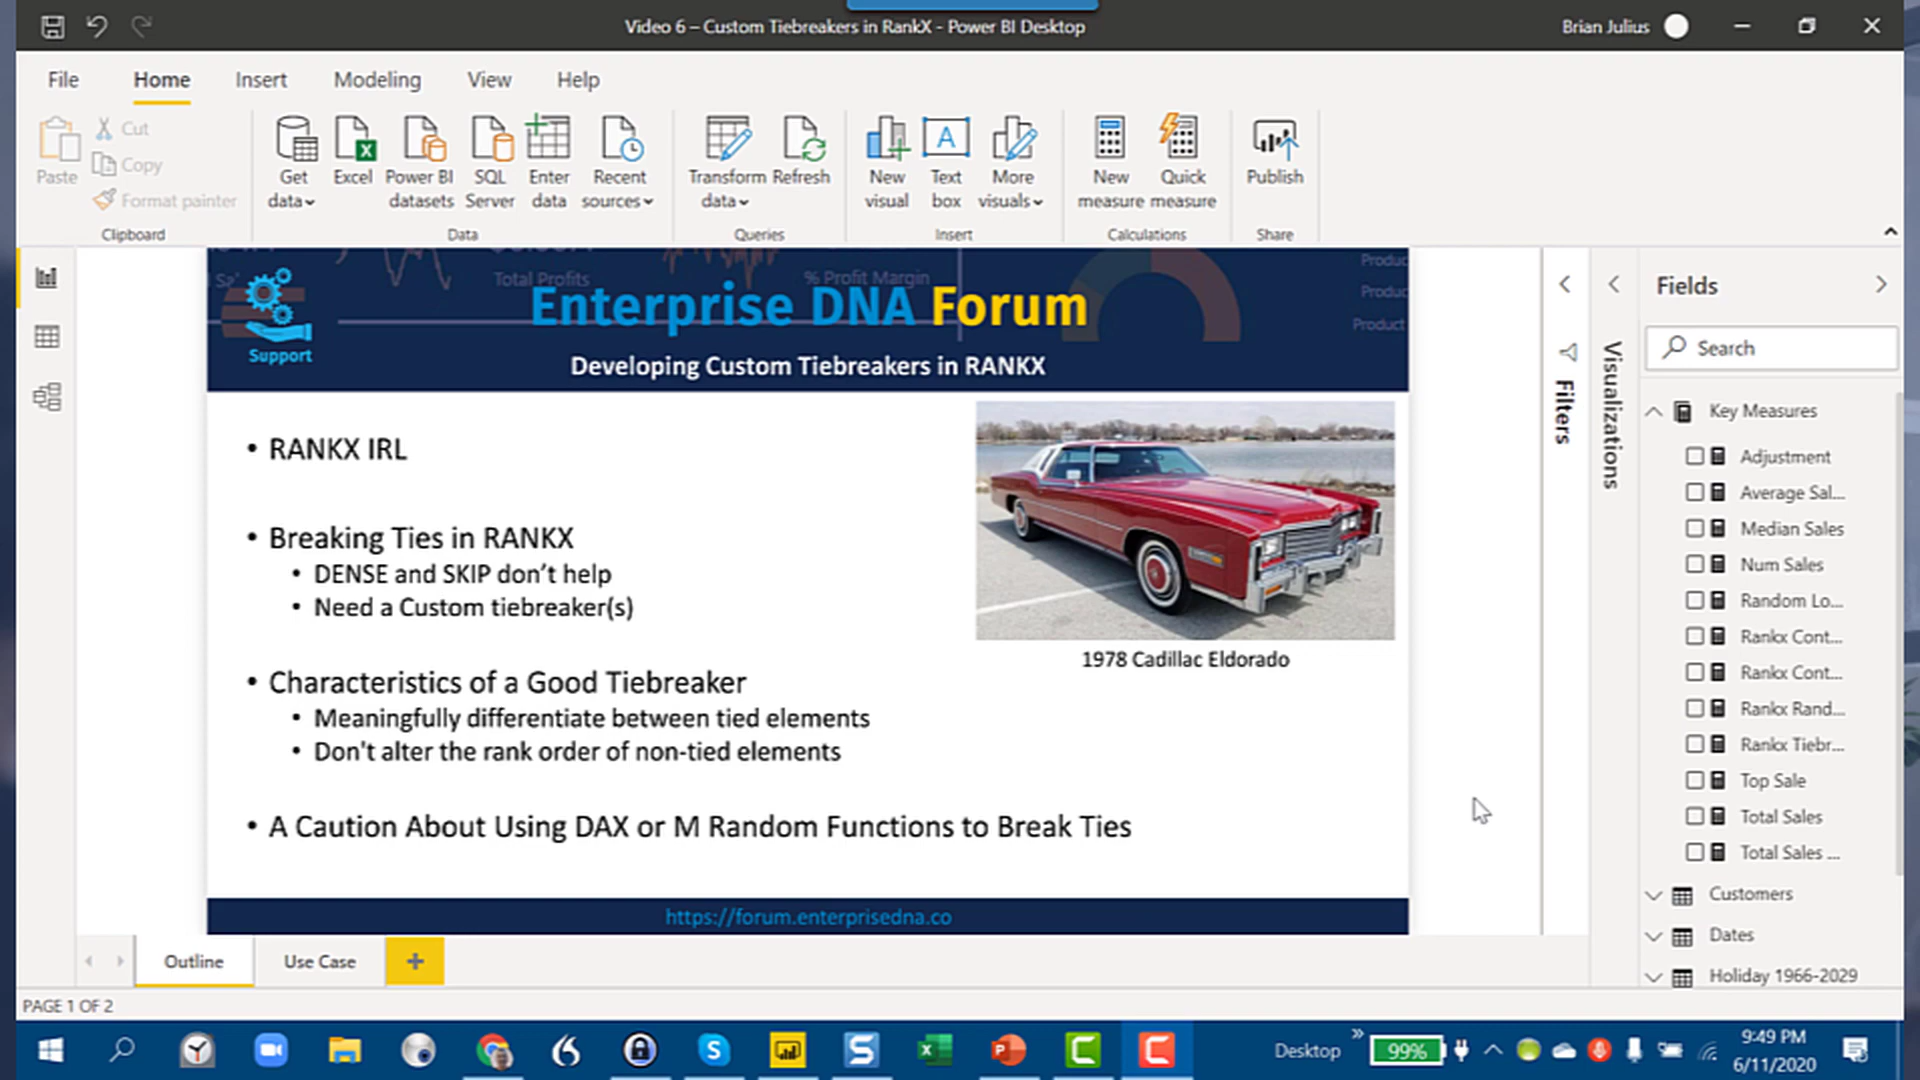 Video 6 – Custom Tiebreakers in RankX - Power BI Desktop
Brian Julius
File
Home
Insert
Modeling
View
Help
Paste
Cut
Copy
Format painter
Clipboard
Get data
Excel
Power BI datasets
SQL Server
Enter data
Recent sources
Data
Transform data
Refresh
Queries
New visual
Text box
More visuals
Insert
New measure
Quick measure
Calculations
Publish
Share
Total Profits
% Profit Margin
Produc
Produc
Product
Support
Enterprise DNA Forum
Developing Custom Tiebreakers in RANKX
• RANKX IRL
• Breaking Ties in RANKX
• DENSE and SKIP don't help
• Need a Custom tiebreaker(s)
• Characteristics of a Good Tiebreaker
• Meaningfully differentiate between tied elements
• Don't alter the rank order of non-tied elements
• A Caution About Using DAX or M Random Functions to Break Ties
1978 Cadillac Eldorado
https://forum.enterprisedna.co
Filters
Visualizations
Fields
Search
Key Measures
Adjustment
Average Sal...
Median Sales
Num Sales
Random Lo...
Rankx Cont...
Rankx Cont...
Rankx Rand...
Rankx Tiebr...
Top Sale
Total Sales
Total Sales ...
Customers
Dates
Holiday 1966-2029
Outline
Use Case
PAGE 1 OF 2
Desktop
99%
9:49 PM
6/11/2020